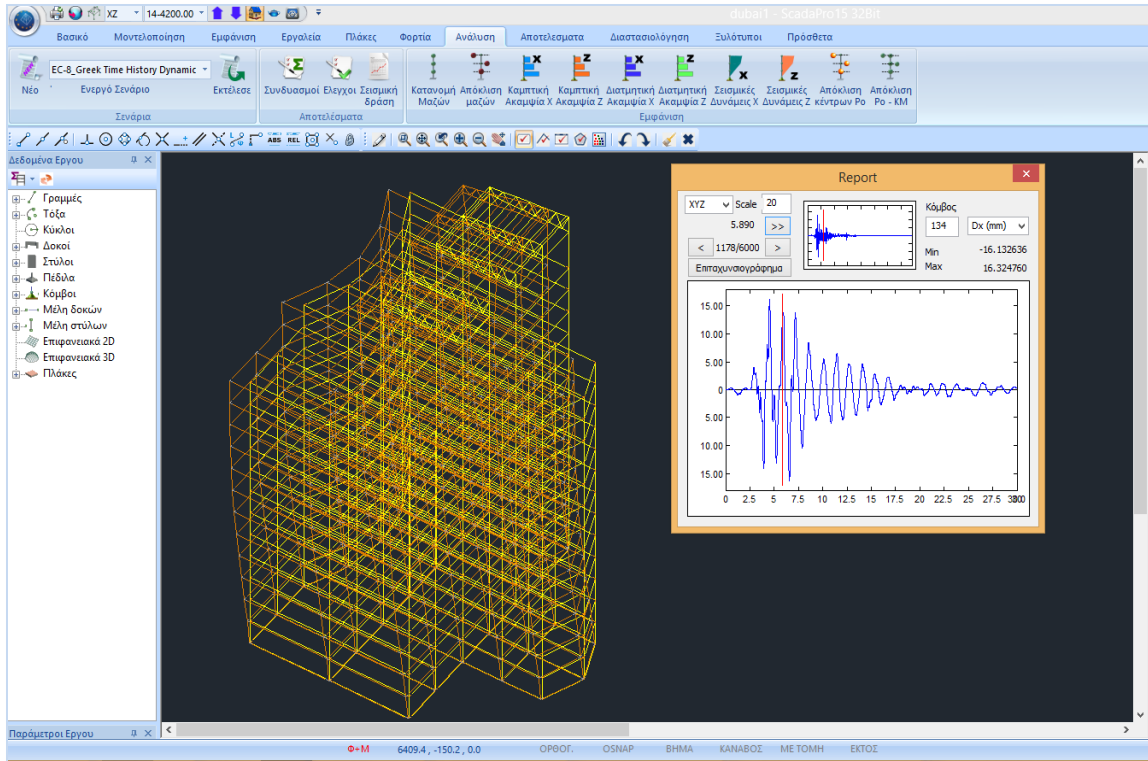 XZ 14-4200.00 dubai1 - ScadaPro15 32Bit
Βασικό Μοντελοποίηση Εμφάνιση Εργαλεία Πλάκες Φορτία Ανάλυση Αποτελεσματα Διαστασιολόγηση Ξυλότυποι Πρόσθετα
EC-8_Greek Time History Dynamic
Νέο Ενεργό Σενάριο Εκτέλεσε Συνδυασμοί Ελεγχοι Σεισμική δράση Κατανομή Μαζών Απόκλιση μαζών Καμπτική Ακαμψία X Καμπτική Ακαμψία Z Διατμητική Ακαμψία X Διατμητική Ακαμψία Z Σεισμικές Δυνάμεις X Σεισμικές Δυνάμεις Z Απόκλιση κέντρων Ρο Απόκλιση Ρο - ΚΜ
Σενάρια Αποτελέσματα Εμφάνιση
ABS REL
Δεδομένα Εργου
Γραμμές
Τόξα
Κύκλοι
Δοκοί
Στύλοι
Πέδιλα
Κόμβοι
Μέλη δοκών
Μέλη στύλων
Επιφανειακά 2D
Επιφανειακά 3D
Πλάκες
Report
XYZ Scale 20
5.890 >>
< 1178/6000 >
Επιταχυνσιογράφημα
Κόμβος
134 Dx (mm)
Min -16.132636
Max 16.324760
15.00
10.00
5.00
0
5.00
10.00
15.00
0 2.5 5 7.5 10 12.5 15 17.5 20 22.5 25 27.5
Παράμετροι Εργου
Φ+Μ 6409.4 , -150.2 , 0.0 ΟΡΘΟΓ. OSNAP ΒΗΜΑ ΚΑΝΑΒΟΣ ΜΕ ΤΟΜΗ ΕΚΤΟΣ